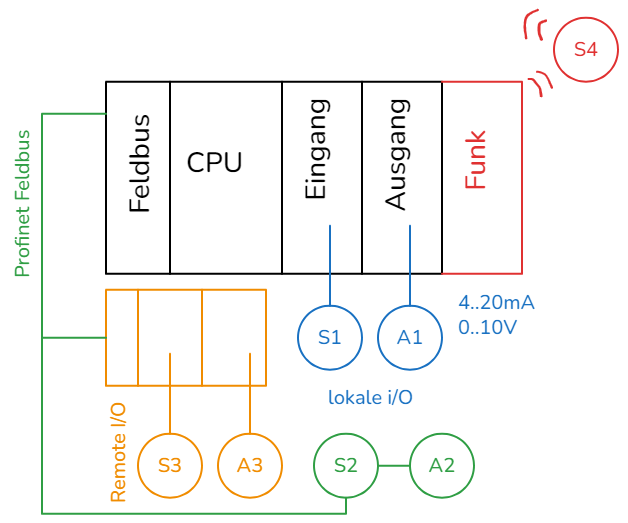 S4
Feldbus
CPU
Eingang
Ausgang
Funk
Profinet Feldbus
S1
A1
4..20mA
0..10V
lokale i/O
Remote I/O
S3
A3
S2
A2